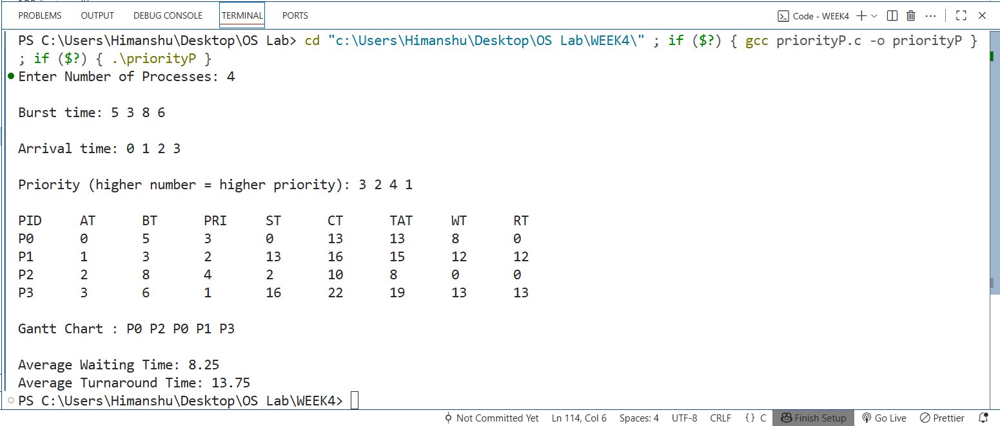 PROBLEMS OUTPUT DEBUG CONSOLE TERMINAL PORTS Code - WEEK4
PS C:\Users\Himanshu\Desktop\OS Lab> cd "c:\Users\Himanshu\Desktop\OS Lab\WEEK4\" ; if ($?) { gcc priorityP.c -o priorityP }
; if ($?) { .\priorityP }
Enter Number of Processes: 4
Burst time: 5 3 8 6
Arrival time: 0 1 2 3
Priority (higher number = higher priority): 3 2 4 1
PID AT BT PRI ST CT TAT WT RT
P0 0 5 3 0 13 13 8 0
P1 1 3 2 13 16 15 12 12
P2 2 8 4 2 10 8 0 0
P3 3 6 1 16 22 19 13 13
Gantt Chart : P0 P2 P0 P1 P3
Average Waiting Time: 8.25
Average Turnaround Time: 13.75
PS C:\Users\Himanshu\Desktop\OS Lab\WEEK4>
Not Committed Yet Ln 114, Col 6 Spaces: 4 UTF-8 CRLF {} C Finish Setup Go Live Prettier